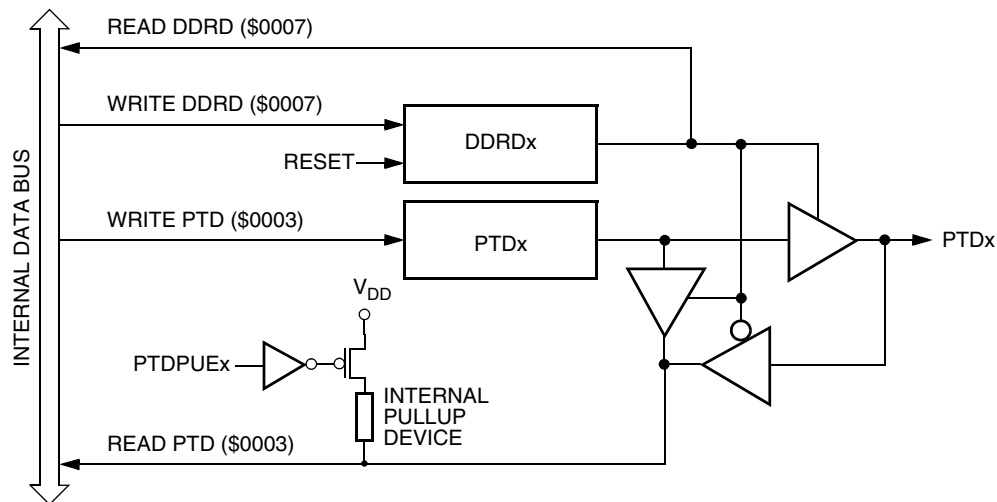 READ DDRD ($0007)
WRITE DDRD ($0007)
DDRDx
RESET
WRITE PTD ($0003)
PTDx
PTDx
VDD
PTDPUEx
INTERNAL
PULLUP
DEVICE
READ PTD ($0003)
INTERNAL DATA BUS